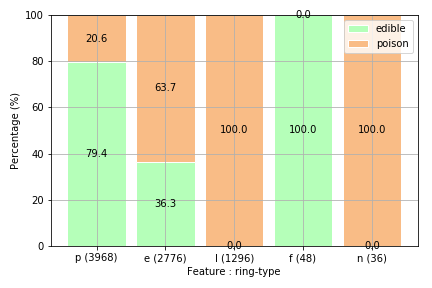 100
80
60
40
20
0
Percentage (%)
20.6
79.4
63.7
36.3
100.0
0.0
0.0
100.0
100.0
0.0
edible
poison
p (3968)
e (2776)
l (1296)
f (48)
n (36)
Feature : ring-type